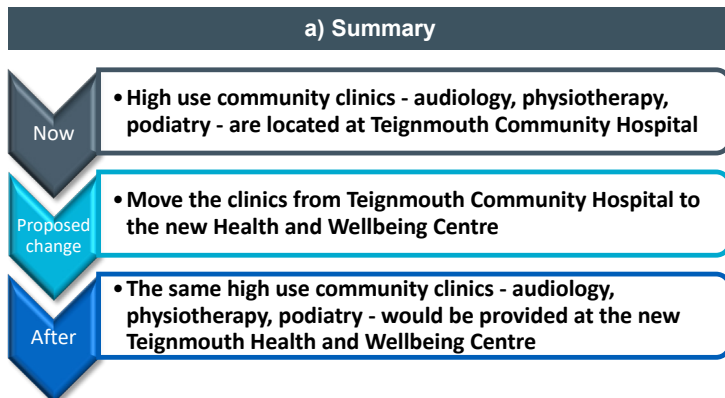 a) Summary
Now
• High use community clinics - audiology, physiotherapy,
podiatry - are located at Teignmouth Community Hospital
Proposed
change
• Move the clinics from Teignmouth Community Hospital to
the new Health and Wellbeing Centre
After
• The same high use community clinics - audiology,
physiotherapy, podiatry - would be provided at the new
Teignmouth Health and Wellbeing Centre